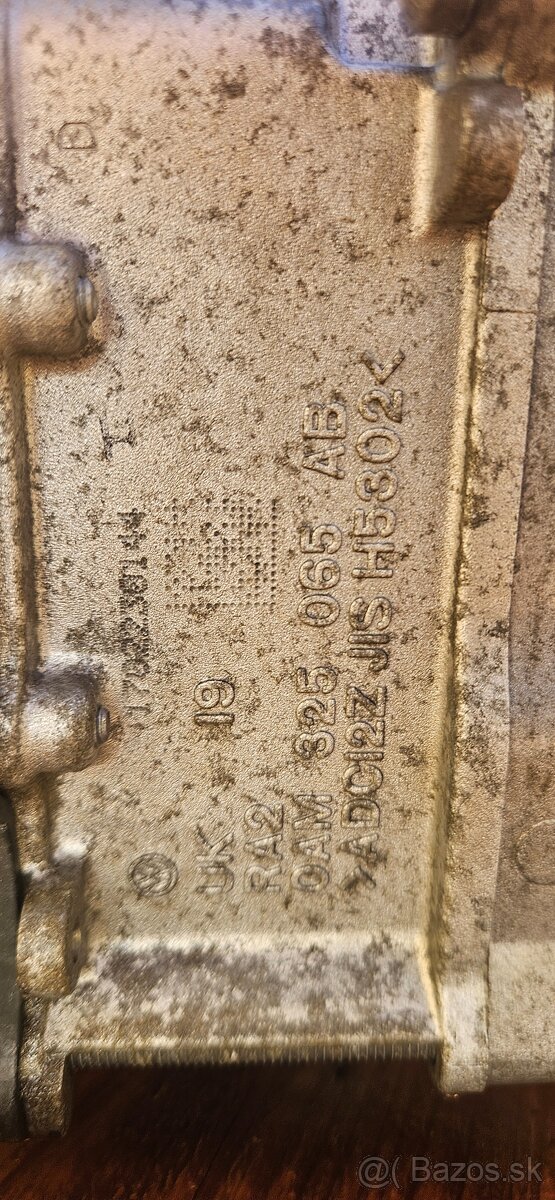 D
I
UK 19
RA2
0AM 325 065 AB
>ADC12Z JIS H5302<
@( Bazos.sk